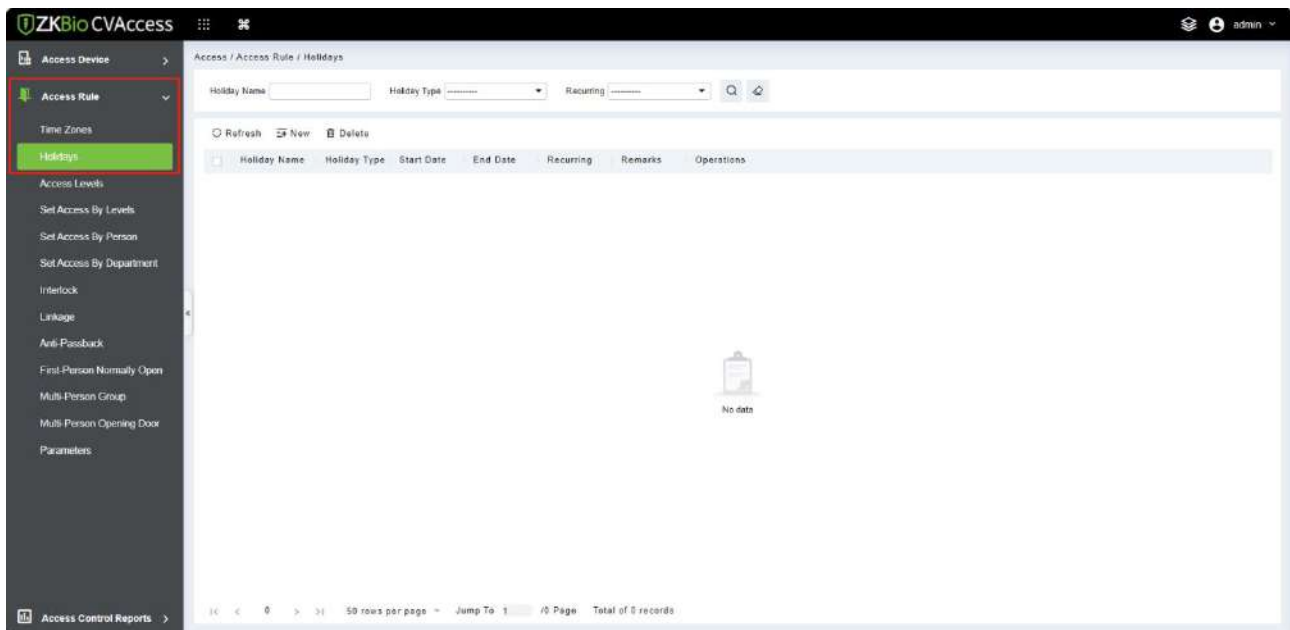 ZKBio CVAccess
admin
Access Device
Access / Access Rule / Holidays
Access Rule
Holiday Name Holiday Type ---------- Recurring ----------
Time Zones
Refresh New Delete
Holidays
Holiday Name Holiday Type Start Date End Date Recurring Remarks Operations
Access Levels
Set Access By Levels
Set Access By Person
Set Access By Department
Interlock
Linkage
Anti-Passback
First-Person Normally Open
Multi-Person Group
Multi-Person Opening Door
Parameters
No data
Access Control Reports
|< < 0 > >| 50 rows per page Jump To 1 /0 Page Total of 0 records